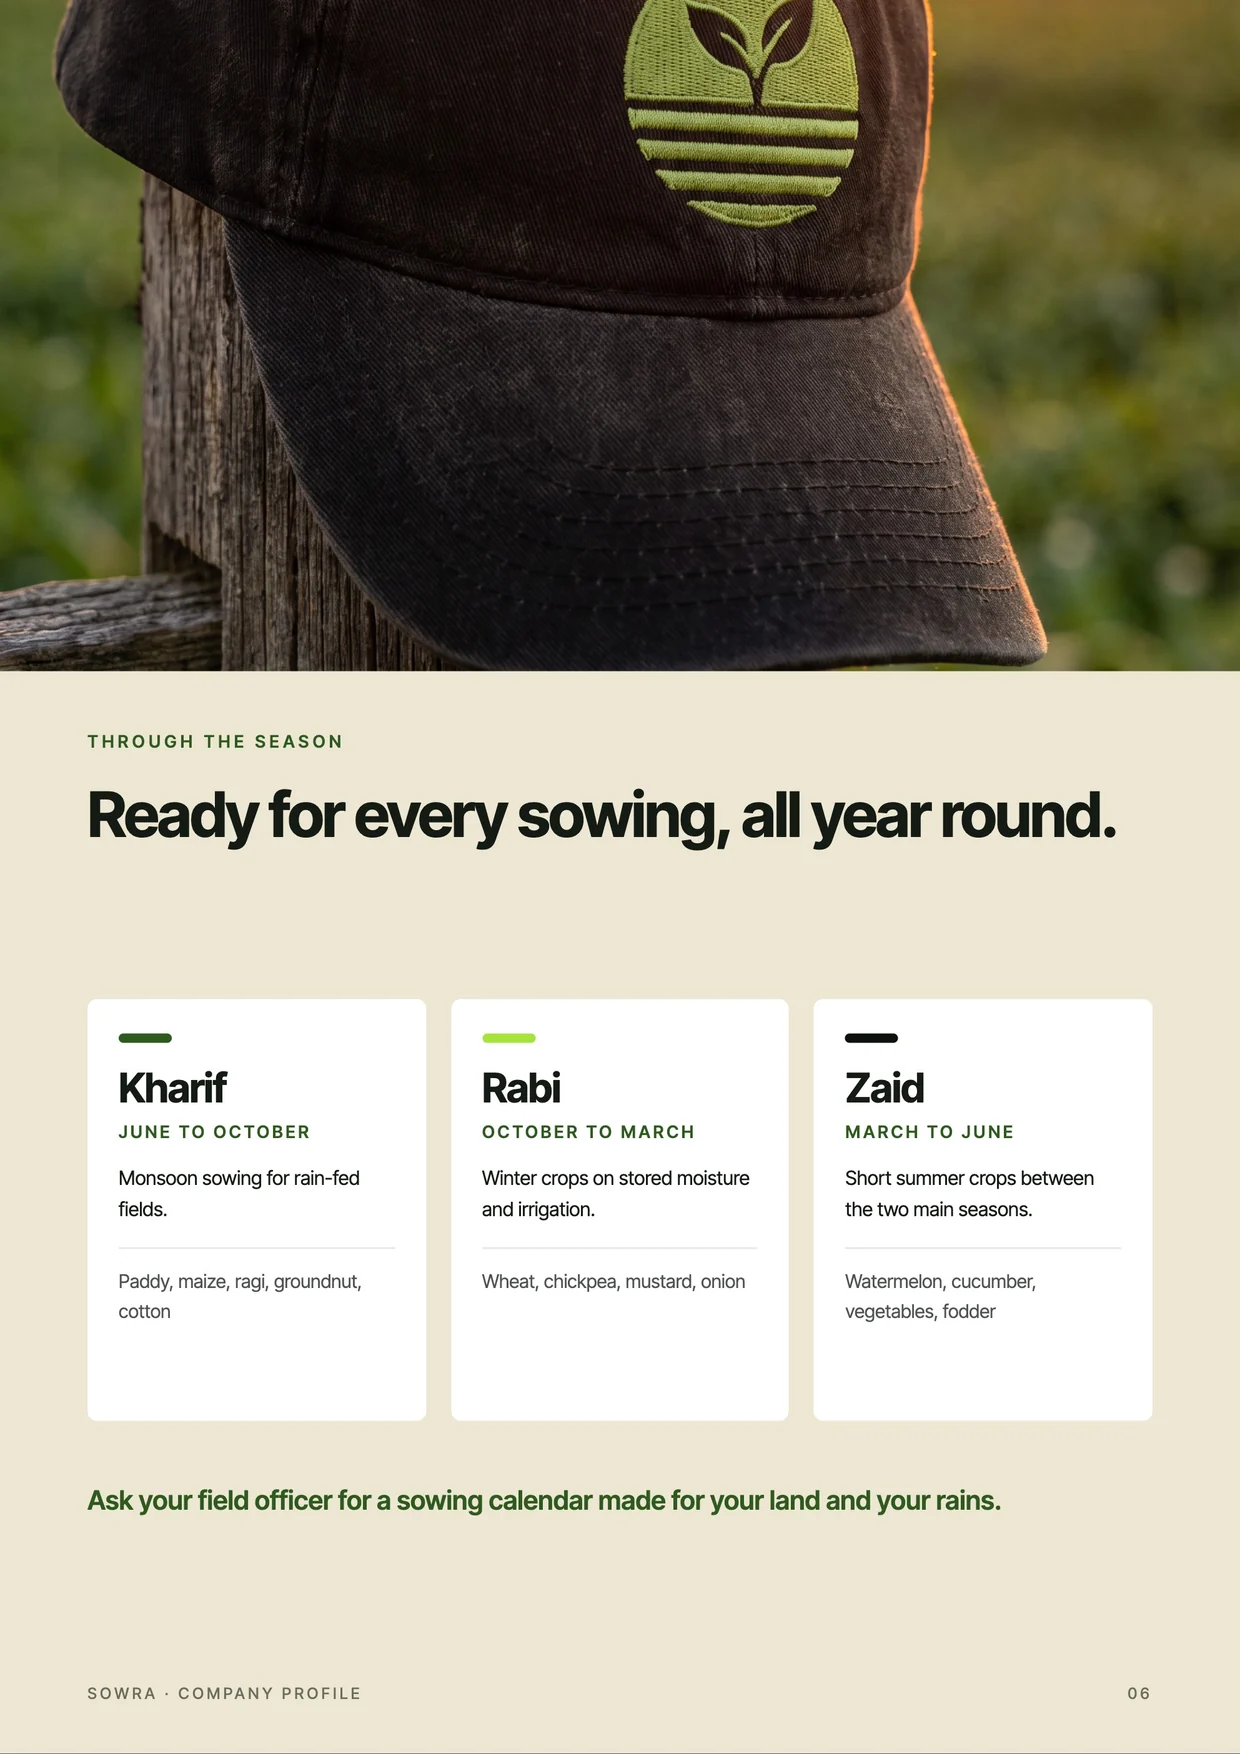 THROUGH THE SEASON
Ready for every sowing, all year round.
Kharif
JUNE TO OCTOBER
Monsoon sowing for rain-fed
fields.
Paddy, maize, ragi, groundnut,
cotton
Rabi
OCTOBER TO MARCH
Winter crops on stored moisture
and irrigation.
Wheat, chickpea, mustard, onion
Zaid
MARCH TO JUNE
Short summer crops between
the two main seasons.
Watermelon, cucumber,
vegetables, fodder
Ask your field officer for a sowing calendar made for your land and your rains.
SOWRA · COMPANY PROFILE
06